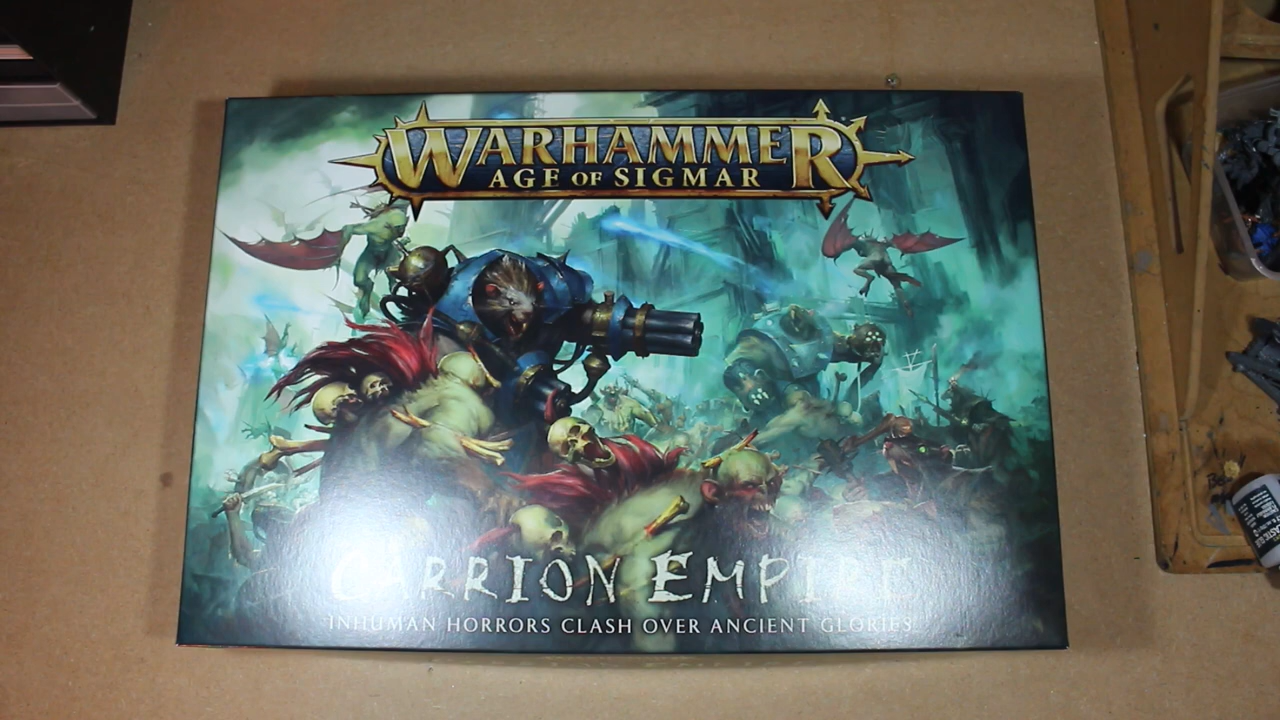 WARHAMMER
AGE OF SIGMAR
CARRION EMPIRE
INHUMAN HORRORS CLASH OVER ANCIENT GLORIES